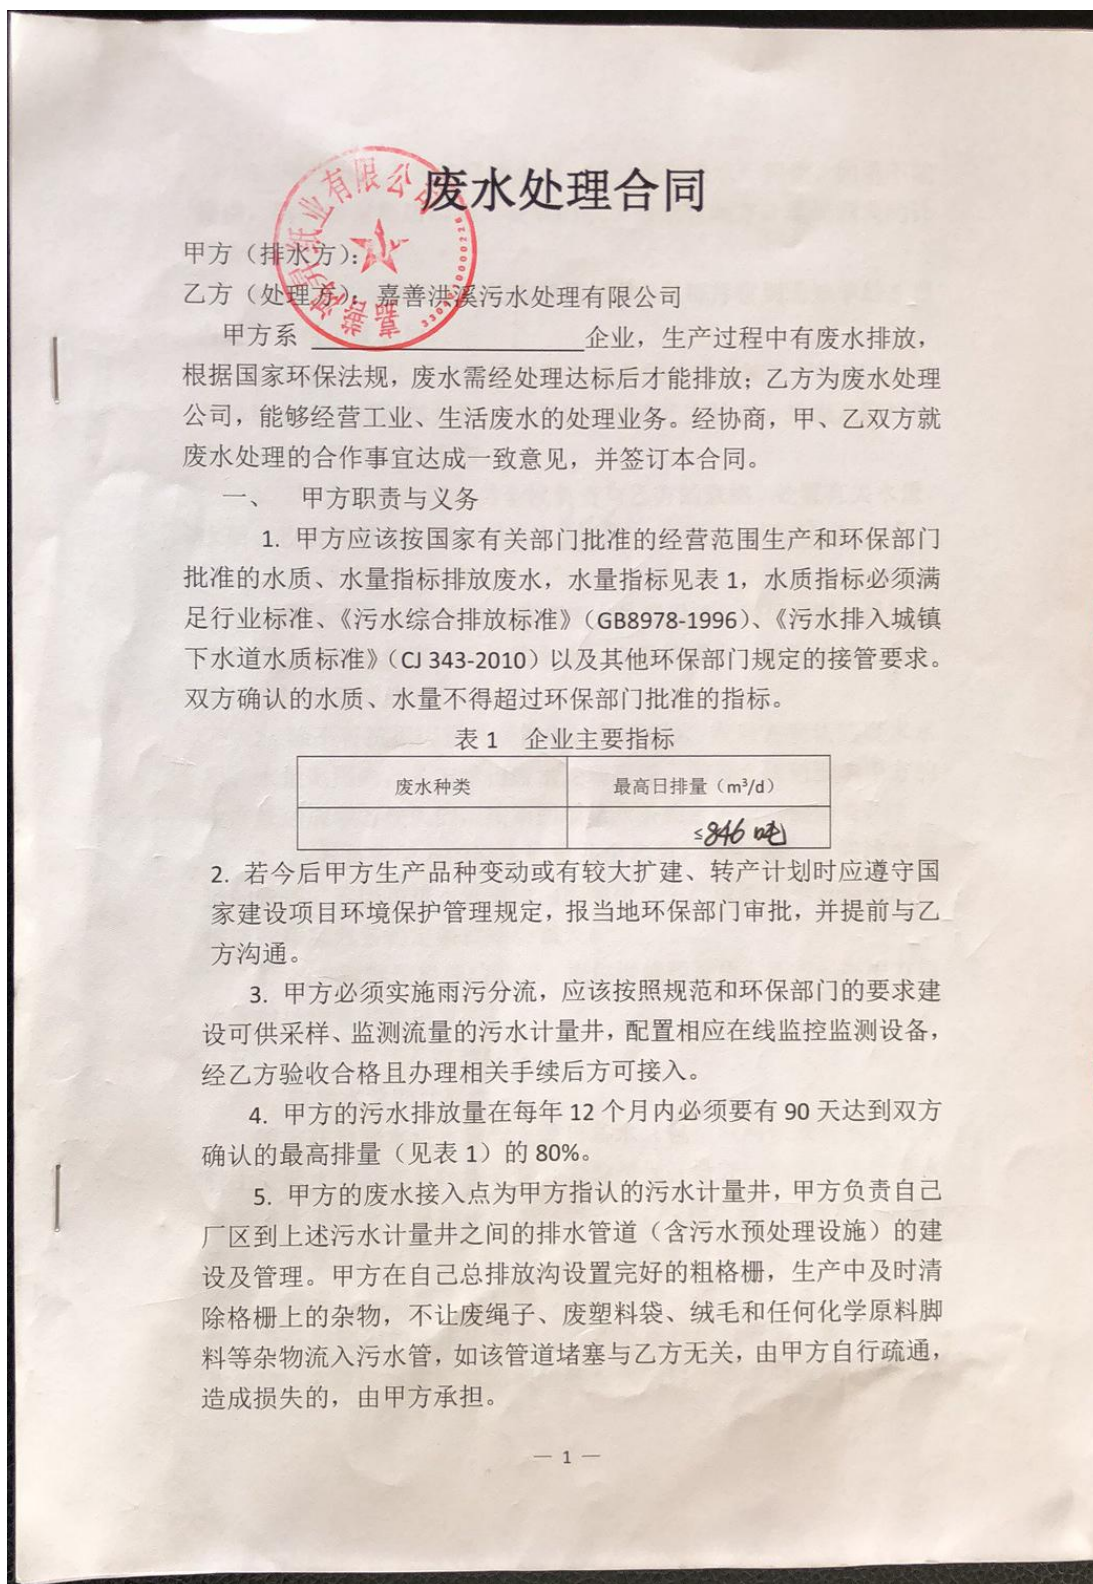 废水处理合同
甲方（排水方）：
乙方（处理方）：嘉善洪溪污水处理有限公司
甲方系 企业，生产过程中有废水排放，
根据国家环保法规，废水需经处理达标后才能排放；乙方为废水处理
公司，能够经营工业、生活废水的处理业务。经协商，甲、乙双方就
废水处理的合作事宜达成一致意见，并签订本合同。
一、 甲方职责与义务
1. 甲方应该按国家有关部门批准的经营范围生产和环保部门
批准的水质、水量指标排放废水，水量指标见表 1，水质指标必须满
足行业标准、《污水综合排放标准》（GB8978-1996）、《污水排入城镇
下水道水质标准》（CJ 343-2010）以及其他环保部门规定的接管要求。
双方确认的水质、水量不得超过环保部门批准的指标。
表 1 企业主要指标
废水种类 最高日排量（m³/d）
≤846 吨
2. 若今后甲方生产品种变动或有较大扩建、转产计划时应遵守国
家建设项目环境保护管理规定，报当地环保部门审批，并提前与乙
方沟通。
3. 甲方必须实施雨污分流，应该按照规范和环保部门的要求建
设可供采样、监测流量的污水计量井，配置相应在线监控监测设备，
经乙方验收合格且办理相关手续后方可接入。
4. 甲方的污水排放量在每年 12 个月内必须要有 90 天达到双方
确认的最高排量（见表 1）的 80%。
5. 甲方的废水接入点为甲方指认的污水计量井，甲方负责自己
厂区到上述污水计量井之间的排水管道（含污水预处理设施）的建
设及管理。甲方在自己总排放沟设置完好的粗格栅，生产中及时清
除格栅上的杂物，不让废绳子、废塑料袋、绒毛和任何化学原料脚
料等杂物流入污水管，如该管道堵塞与乙方无关，由甲方自行疏通，
造成损失的，由甲方承担。
— 1 —